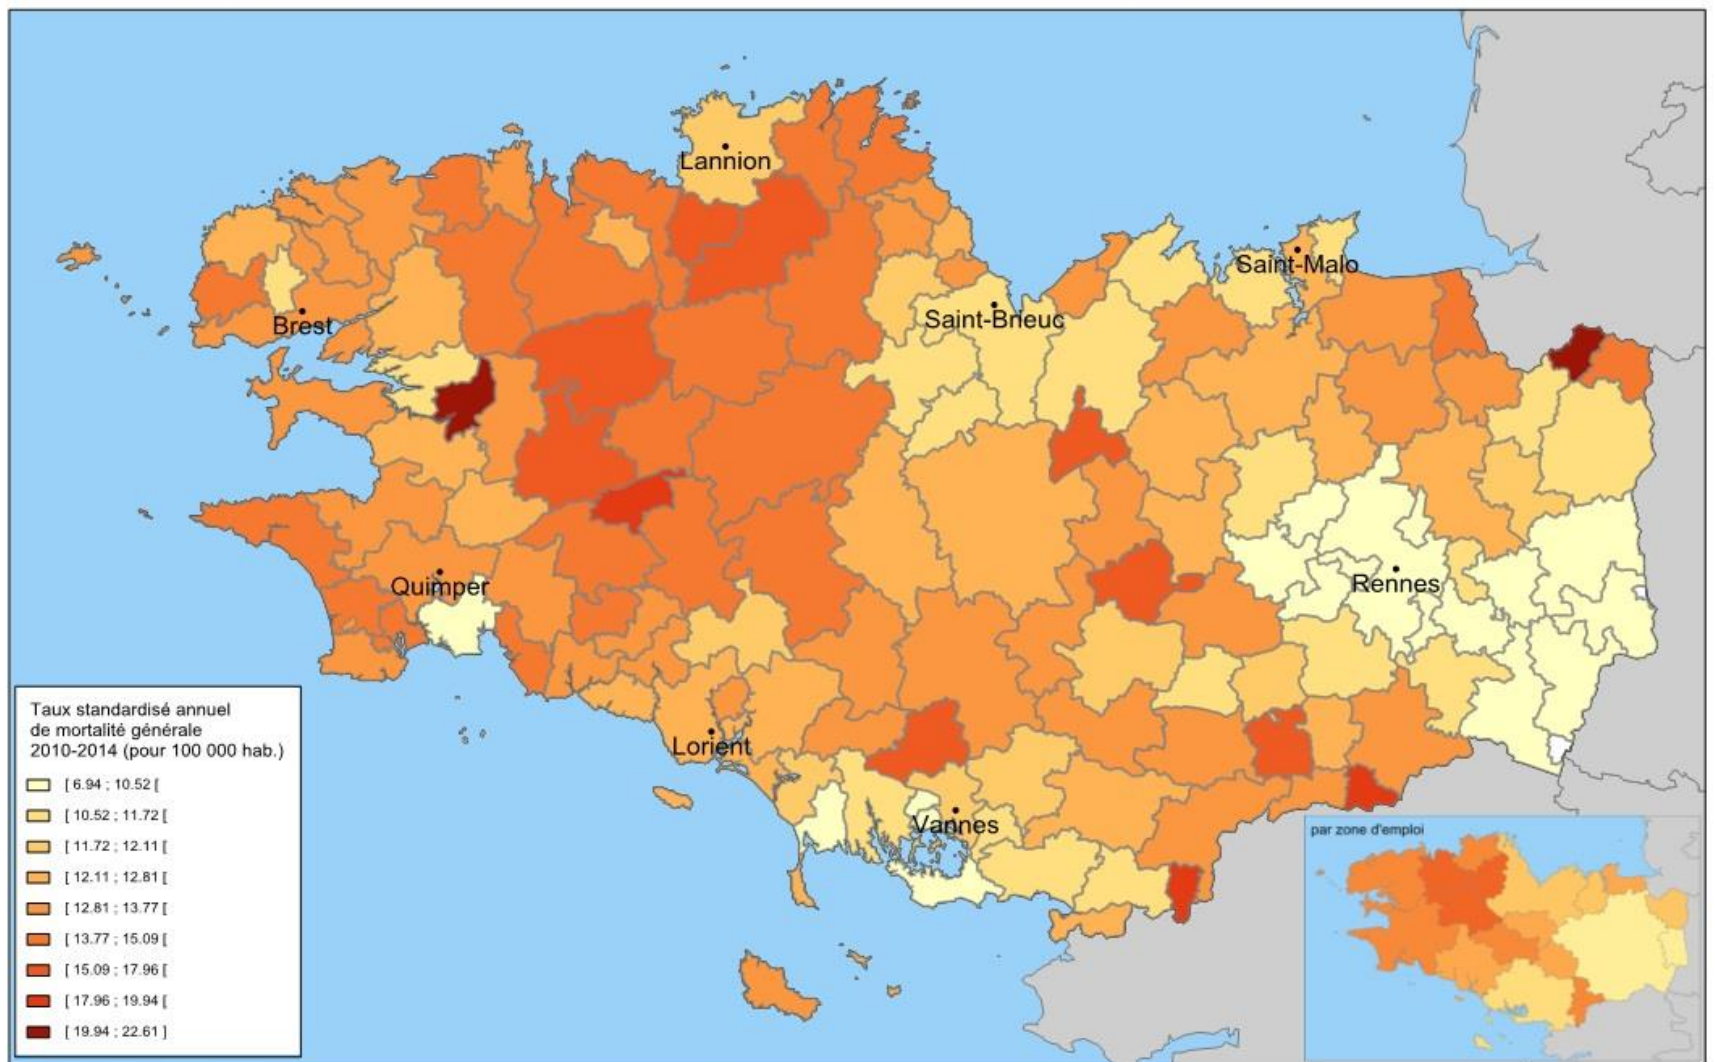 Lannion
Saint-Malo
Saint-Brieuc
Brest
Rennes
Quimper
Lorient
Vannes
Taux standardisé annuel
de mortalité générale
2010-2014 (pour 100 000 hab.)
[ 6.94 ; 10.52 [
[ 10.52 ; 11.72 [
[ 11.72 ; 12.11 [
[ 12.11 ; 12.81 [
[ 12.81 ; 13.77 [
[ 13.77 ; 15.09 [
[ 15.09 ; 17.96 [
[ 17.96 ; 19.94 [
[ 19.94 ; 22.61 ]
par zone d'emploi